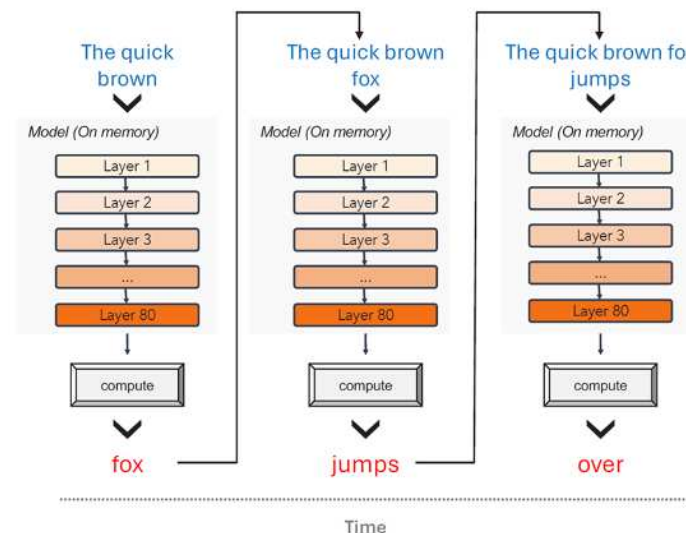 The quick
brown
Model (On memory)
Layer 1
Layer 2
Layer 3
...
Layer 80
compute
fox
The quick brown
fox
Model (On memory)
Layer 1
Layer 2
Layer 3
...
Layer 80
compute
jumps
The quick brown fo
jumps
Model (On memory)
Layer 1
Layer 2
Layer 3
...
Layer 80
compute
over
Time